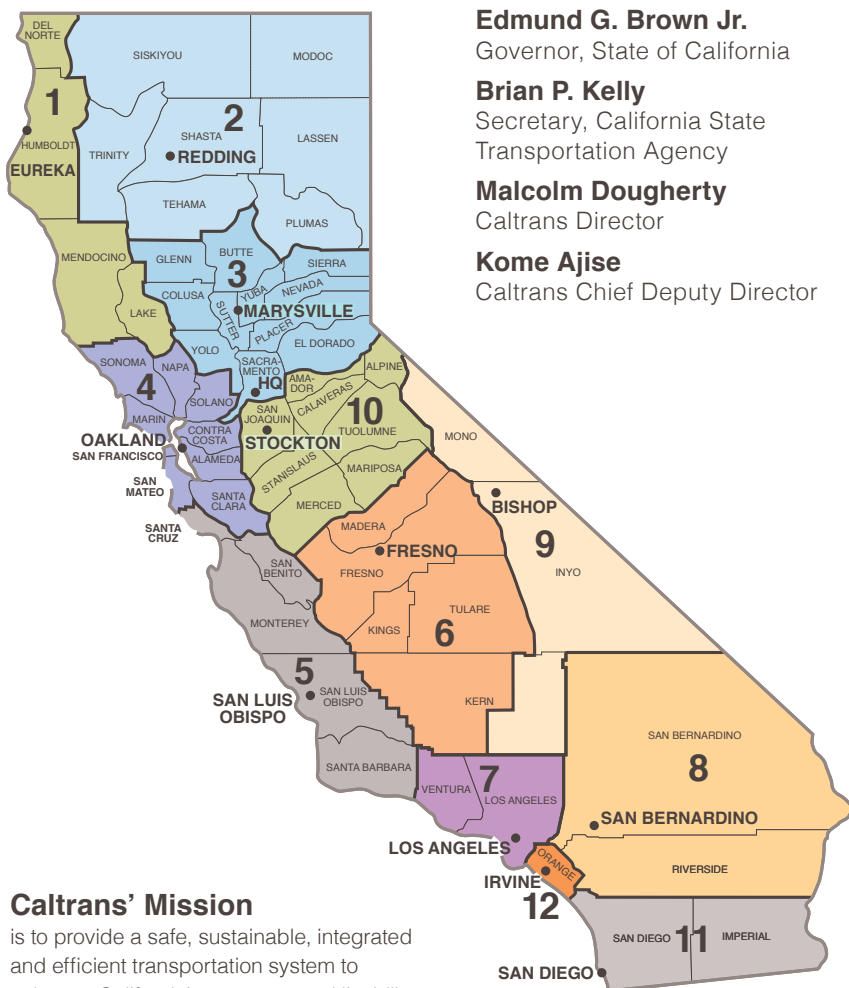 Edmund G. Brown Jr.
Governor, State of California
Brian P. Kelly
Secretary, California State
Transportation Agency
Malcolm Dougherty
Caltrans Director
Kome Ajise
Caltrans Chief Deputy Director
DEL
NORTE
SISKIYOU
MODOC
1
HUMBOLDT
EUREKA
TRINITY
2
SHASTA
REDDING
LASSEN
TEHAMA
PLUMAS
MENDOCINO
LAKE
GLENN
BUTTE
3
SIERRA
COLUSA
YUBA
NEVADA
SUTTER
MARYSVILLE
PLACER
YOLO
EL DORADO
SACRA-
MENTO
HQ
SONOMA
NAPA
4
SOLANO
MARIN
CONTRA
COSTA
OAKLAND
SAN FRANCISCO
ALAMEDA
SAN
MATEO
SANTA
CLARA
SANTA
CRUZ
ALPINE
AMA-
DOR
CALAVERAS
SAN
JOAQUIN
10
TUOLUMNE
STOCKTON
STANISLAUS
MARIPOSA
MERCED
MONO
BISHOP
9
INYO
MADERA
FRESNO
FRESNO
TULARE
KINGS
6
KERN
SAN
BENITO
MONTEREY
5
SAN LUIS
OBISPO
SAN LUIS
OBISPO
SANTA BARBARA
7
VENTURA
LOS ANGELES
LOS ANGELES
SAN BERNARDINO
8
SAN BERNARDINO
RIVERSIDE
ORANGE
IRVINE
12
SAN DIEGO
11
IMPERIAL
SAN DIEGO
Caltrans’ Mission
is to provide a safe, sustainable, integrated
and efficient transportation system to